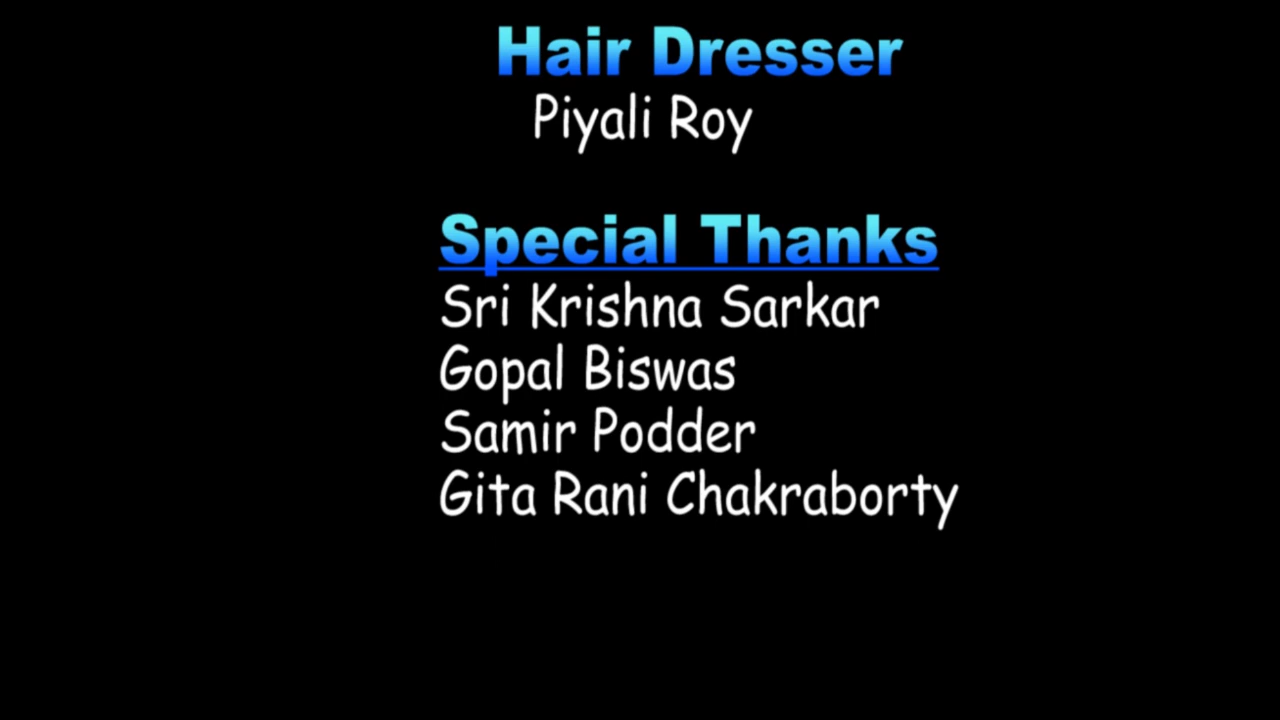 Hair Dresser
Piyali Roy
Special Thanks
Sri Krishna Sarkar
Gopal Biswas
Samir Podder
Gita Rani Chakraborty